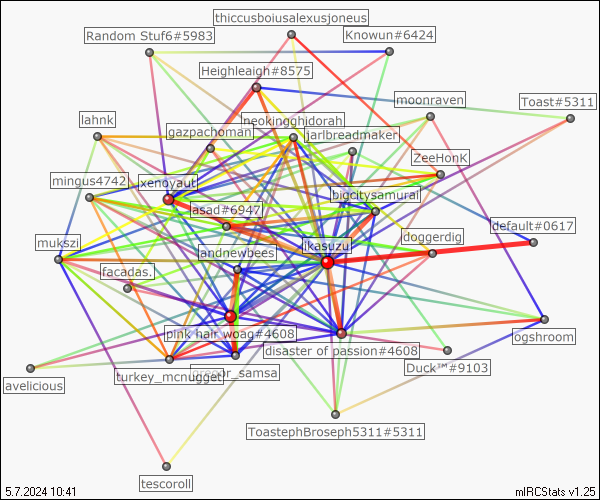 thiccusboiusalexusjoneus
Random Stuf6#5983
Knowun#6424
Heighleaigh#8575
moonraven
Toast#5311
lahnk
neokingghidorah
gazpachoman
jarlbreadmaker
ZeeHonK
mingus4742
xenoyaut
bigcitysamurai
asad#6947
default#0617
mukszi
andnewbees
ikasuzu
doggerdig
facadas.
pink hair woag#4608
ogshroom
disaster of passion#4608
turkey_mcnugget
gregor_samsa
Duck™#9103
avelicious
ToastephBroseph5311#5311
tescoroll
5.7.2024 10:41
mIRCStats v1.25